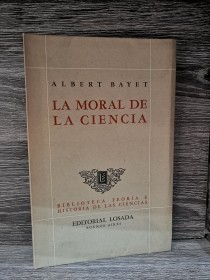 ALBERT BAYET
LA MORAL DE
LA CIENCIA
BIBLIOTECA TEORÍA E
HISTORIA DE LAS CIENCIAS
EDITORIAL LOSADA
BUENOS AIRES